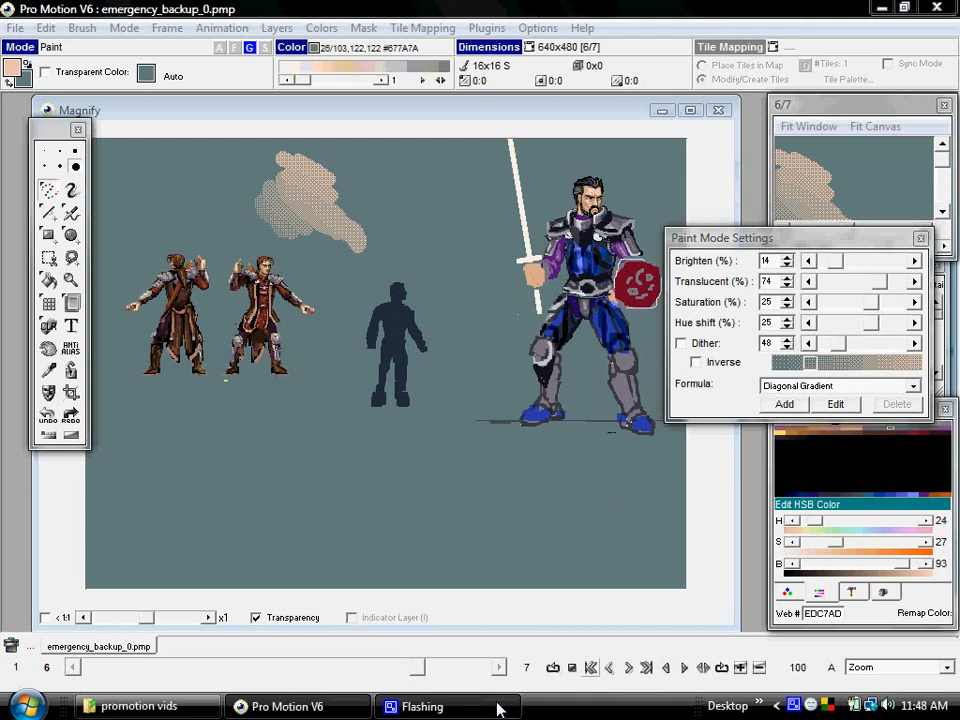 Pro Motion V6 : emergency_backup_0.pmp
File Edit Brush Mode Frame Animation Layers Colors Mask Tile Mapping Plugins Options Help
Mode Paint A F G I Color 26/103,122,122 #677A7A Dimensions 640x480 [6/7] Tile Mapping
Transparent Color: Auto 1 16x16 S 0x0 Place Tiles in Map #Tiles: 1 Sync Mode
0:0 0:0 0:0 Modify/Create Tiles Tile Palette...
Magnify
6/7
Fit Window Fit Canvas
Paint Mode Settings
Brighten (%) : 14
Translucent (%) : 74
Saturation (%) : 25
Hue shift (%) : 25
Dither: 48
Inverse
Formula: Diagonal Gradient
Add Edit Delete
CLR T
ANTI ALIAS
UNDO REDO
Edit HSB Color
H 24
S 27
B 93
Web # EDC7AD Remap Color:
< 1:1 x1 Transparency Indicator Layer (I)
... emergency_backup_0.pmp
1 6 7 100 A Zoom
promotion vids Pro Motion V6 Flashing Desktop 11:48 AM